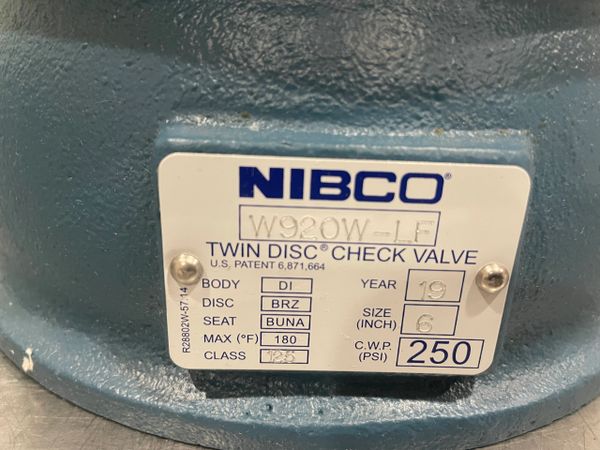 NIBCO®
W920W-LF
TWIN DISC® CHECK VALVE
U.S. PATENT 6,871,664
BODY DI
DISC BRZ
SEAT BUNA
MAX (°F) 180
CLASS 125
YEAR 19
SIZE (INCH) 6
C.W.P. (PSI) 250
R28802W-57.14